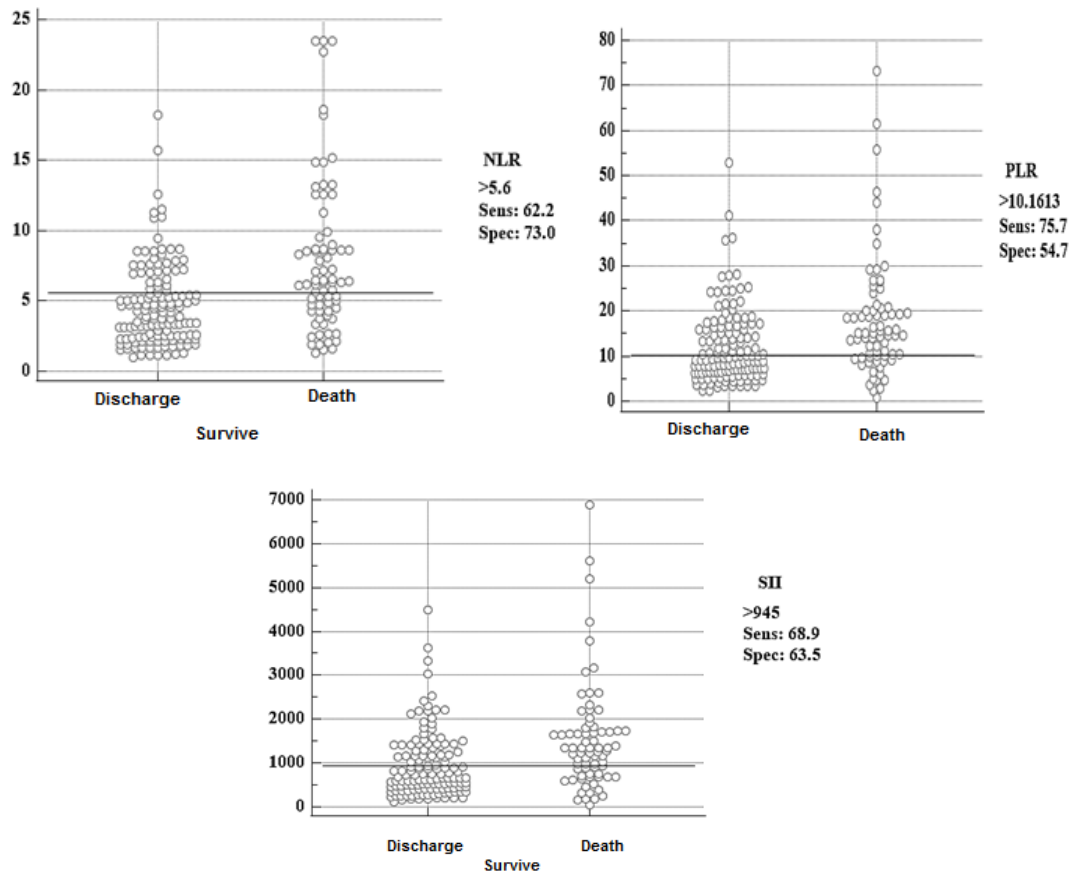 25
20
15
10
5
0
Discharge Death
Survive
NLR
>5.6
Sens: 62.2
Spec: 73.0
80
70
60
50
40
30
20
10
0
Discharge Death
PLR
>10.1613
Sens: 75.7
Spec: 54.7
7000
6000
5000
4000
3000
2000
1000
0
Discharge Death
Survive
SII
>945
Sens: 68.9
Spec: 63.5